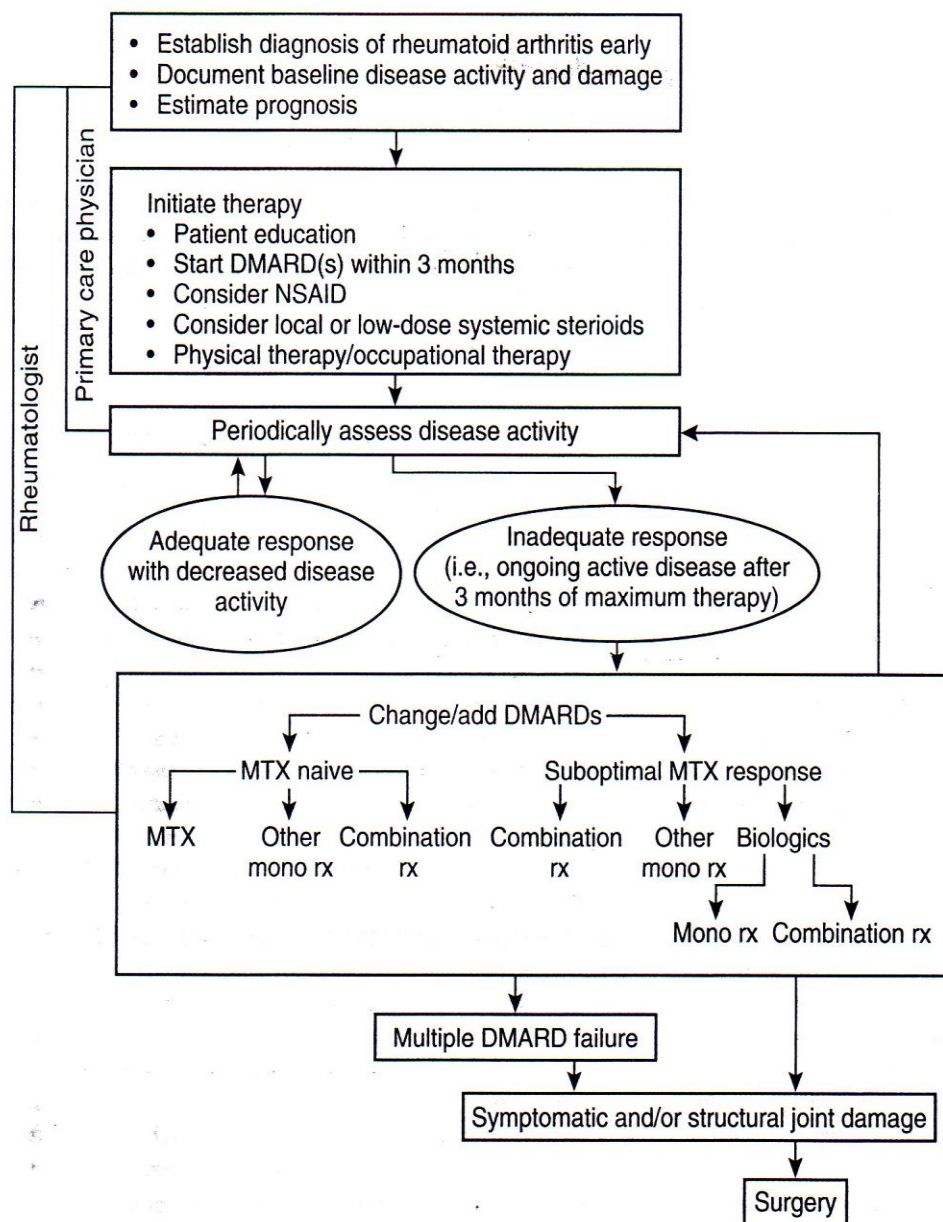 • Establish diagnosis of rheumatoid arthritis early
• Document baseline disease activity and damage
• Estimate prognosis
Rheumatologist
Primary care physician
Initiate therapy
• Patient education
• Start DMARD(s) within 3 months
• Consider NSAID
• Consider local or low-dose systemic sterioids
• Physical therapy/occupational therapy
Periodically assess disease activity
Adequate response
with decreased disease
activity
Inadequate response
(i.e., ongoing active disease after
3 months of maximum therapy)
Change/add DMARDs
MTX naive
Suboptimal MTX response
MTX
Other
mono rx
Combination
rx
Combination
rx
Other
mono rx
Biologics
Mono rx
Combination rx
Multiple DMARD failure
Symptomatic and/or structural joint damage
Surgery